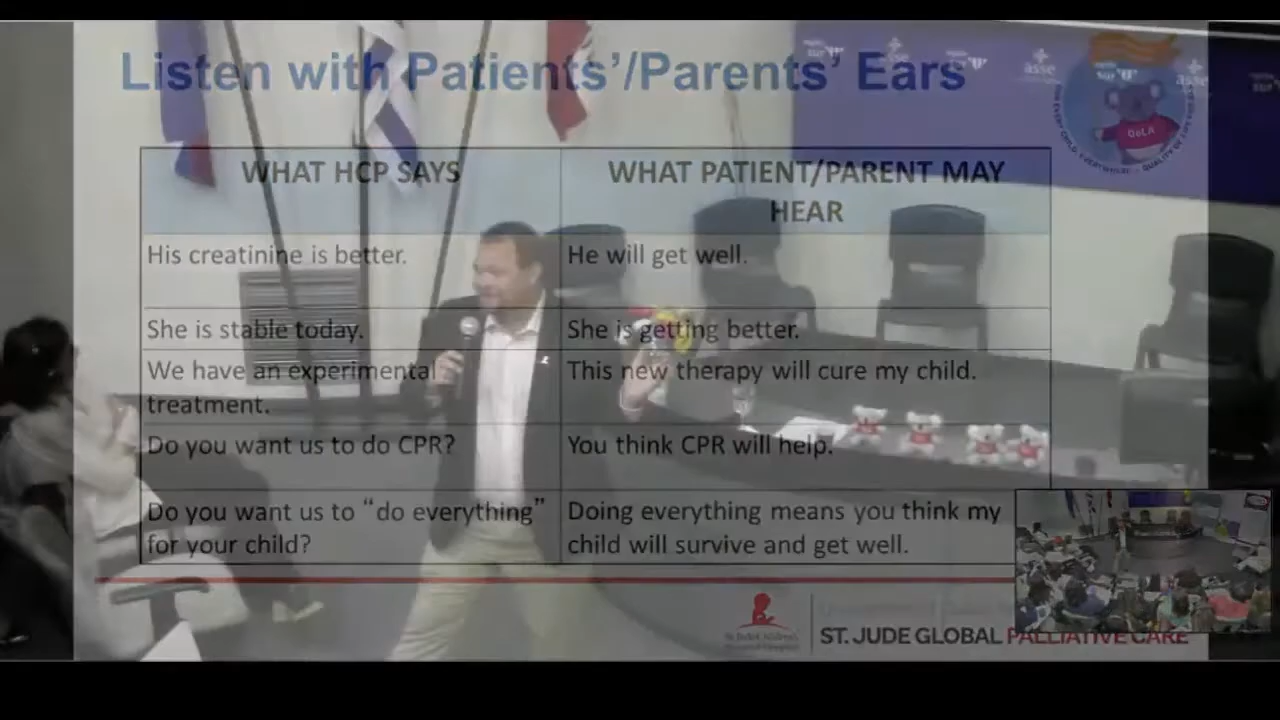 Listen with Patients'/Parents' Ears
WHAT HCP SAYS
WHAT PATIENT/PARENT MAY
HEAR
His creatinine is better.
He will get well.
She is stable today.
She is getting better.
We have an experimental
treatment.
This new therapy will cure my child.
Do you want us to do CPR?
You think CPR will help.
Do you want us to “do everything”
for your child?
Doing everything means you think my
child will survive and get well.
asse
QoLA
ST. JUDE GLOBAL PALLIATIVE CARE